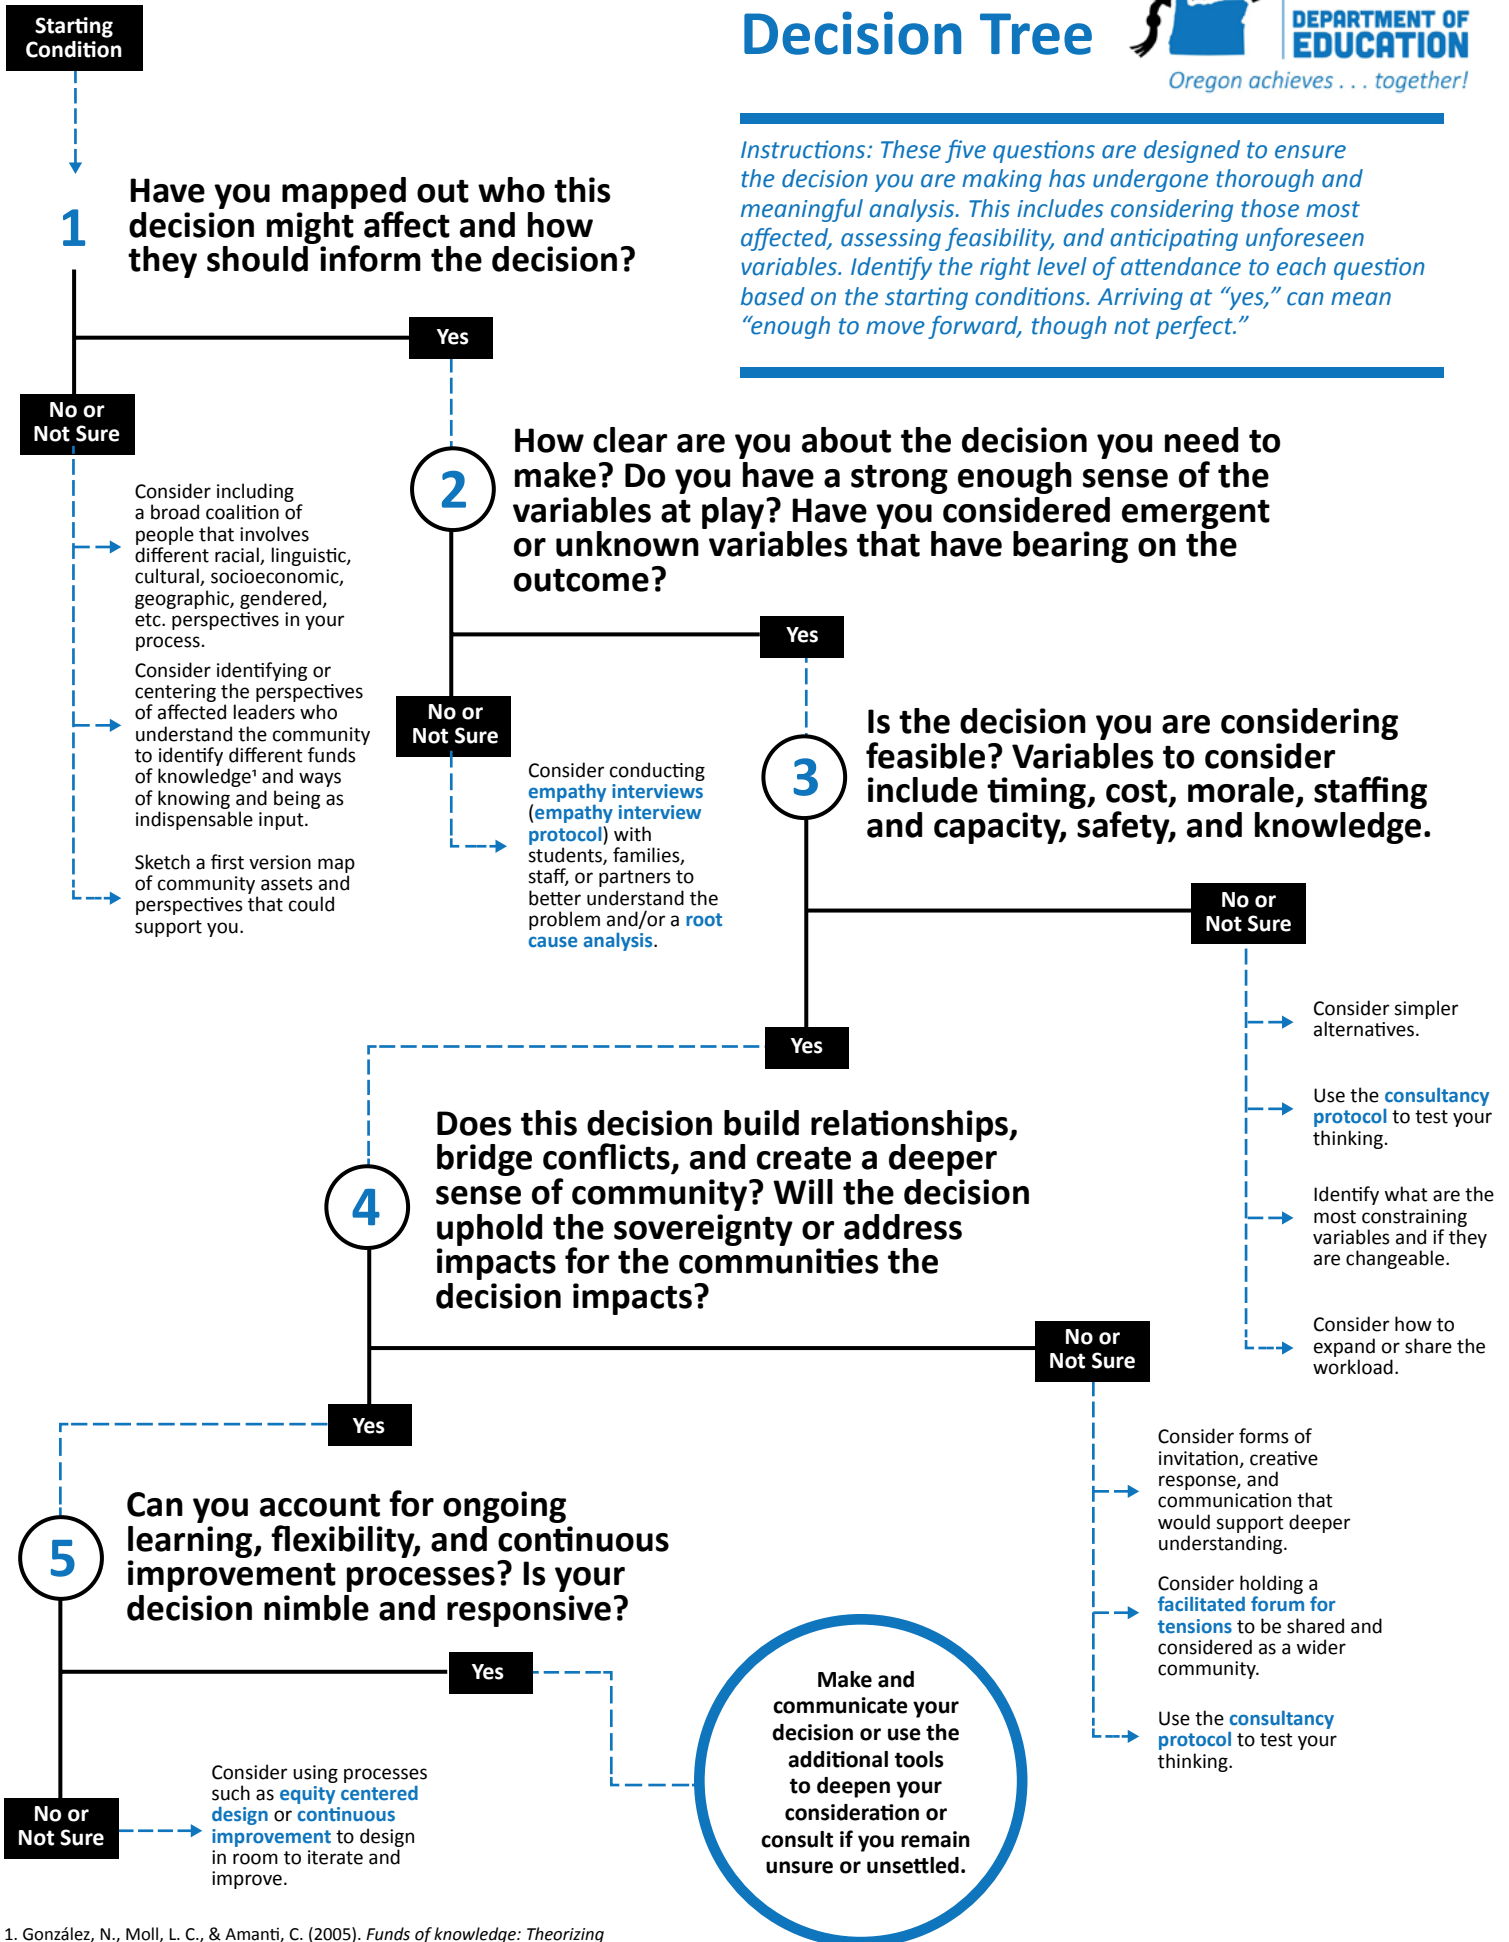 Starting
Condition
Decision Tree
DEPARTMENT OF
EDUCATION
Oregon achieves . . . together!
Instructions: These five questions are designed to ensure
the decision you are making has undergone thorough and
meaningful analysis. This includes considering those most
affected, assessing feasibility, and anticipating unforeseen
variables. Identify the right level of attendance to each question
based on the starting conditions. Arriving at “yes,” can mean
“enough to move forward, though not perfect.”
1
Have you mapped out who this
decision might affect and how
they should inform the decision?
Yes
No or
Not Sure
Consider including
a broad coalition of
people that involves
different racial, linguistic,
cultural, socioeconomic,
geographic, gendered,
etc. perspectives in your
process.
Consider identifying or
centering the perspectives
of affected leaders who
understand the community
to identify different funds
of knowledge¹ and ways
of knowing and being as
indispensable input.
Sketch a first version map
of community assets and
perspectives that could
support you.
2
How clear are you about the decision you need to
make? Do you have a strong enough sense of the
variables at play? Have you considered emergent
or unknown variables that have bearing on the
outcome?
Yes
No or
Not Sure
Consider conducting
empathy interviews
(empathy interview
protocol) with
students, families,
staff, or partners to
better understand the
problem and/or a root
cause analysis.
3
Is the decision you are considering
feasible? Variables to consider
include timing, cost, morale, staffing
and capacity, safety, and knowledge.
No or
Not Sure
Consider simpler
alternatives.
Use the consultancy
protocol to test your
thinking.
Identify what are the
most constraining
variables and if they
are changeable.
Consider how to
expand or share the
workload.
Yes
4
Does this decision build relationships,
bridge conflicts, and create a deeper
sense of community? Will the decision
uphold the sovereignty or address
impacts for the communities the
decision impacts?
No or
Not Sure
Consider forms of
invitation, creative
response, and
communication that
would support deeper
understanding.
Consider holding a
facilitated forum for
tensions to be shared and
considered as a wider
community.
Use the consultancy
protocol to test your
thinking.
Yes
5
Can you account for ongoing
learning, flexibility, and continuous
improvement processes? Is your
decision nimble and responsive?
Yes
No or
Not Sure
Consider using processes
such as equity centered
design or continuous
improvement to design
in room to iterate and
improve.
Make and
communicate your
decision or use the
additional tools
to deepen your
consideration or
consult if you remain
unsure or unsettled.
1. González, N., Moll, L. C., & Amanti, C. (2005). Funds of knowledge: Theorizing